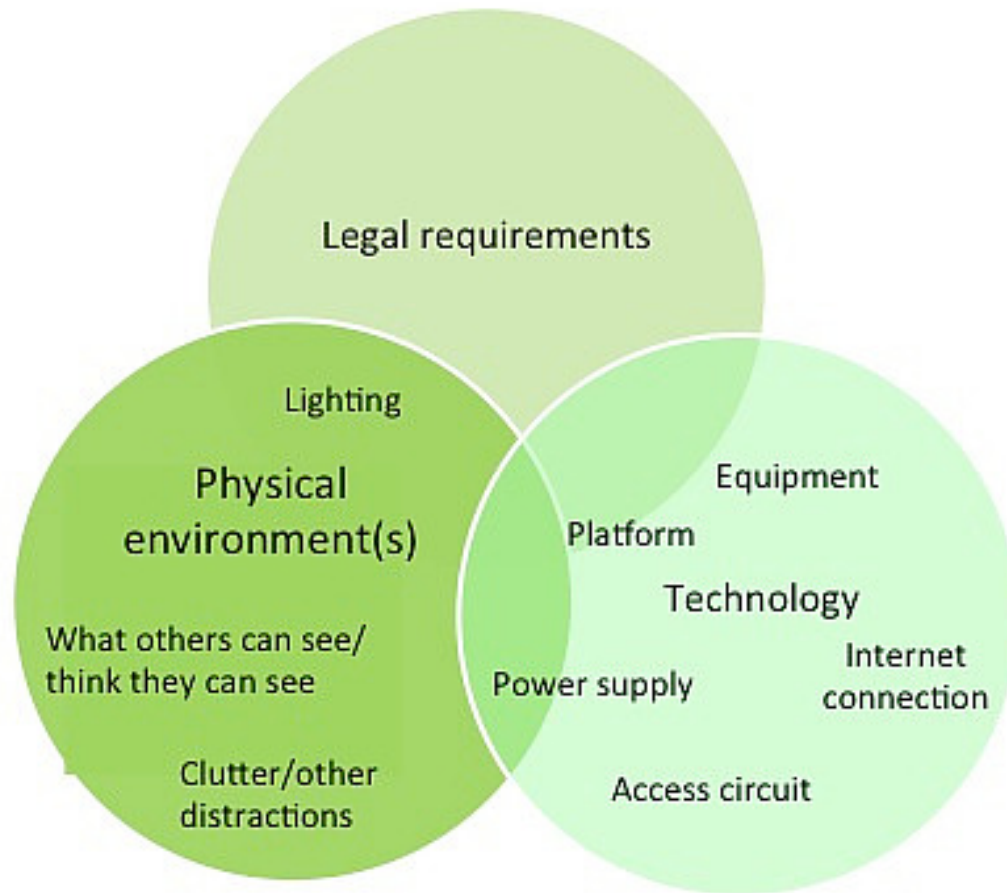 Legal requirements
Lighting
Physical
environment(s)
What others can see/
think they can see
Clutter/other
distractions
Equipment
Platform
Technology
Internet
connection
Power supply
Access circuit